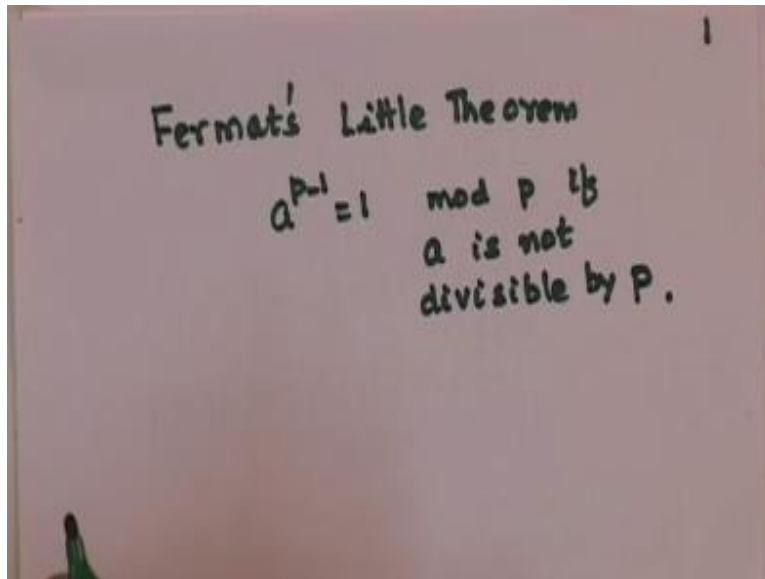 1
Fermat's Little Theorem
a^{p-1} = 1 mod p if
a is not
divisible by p.